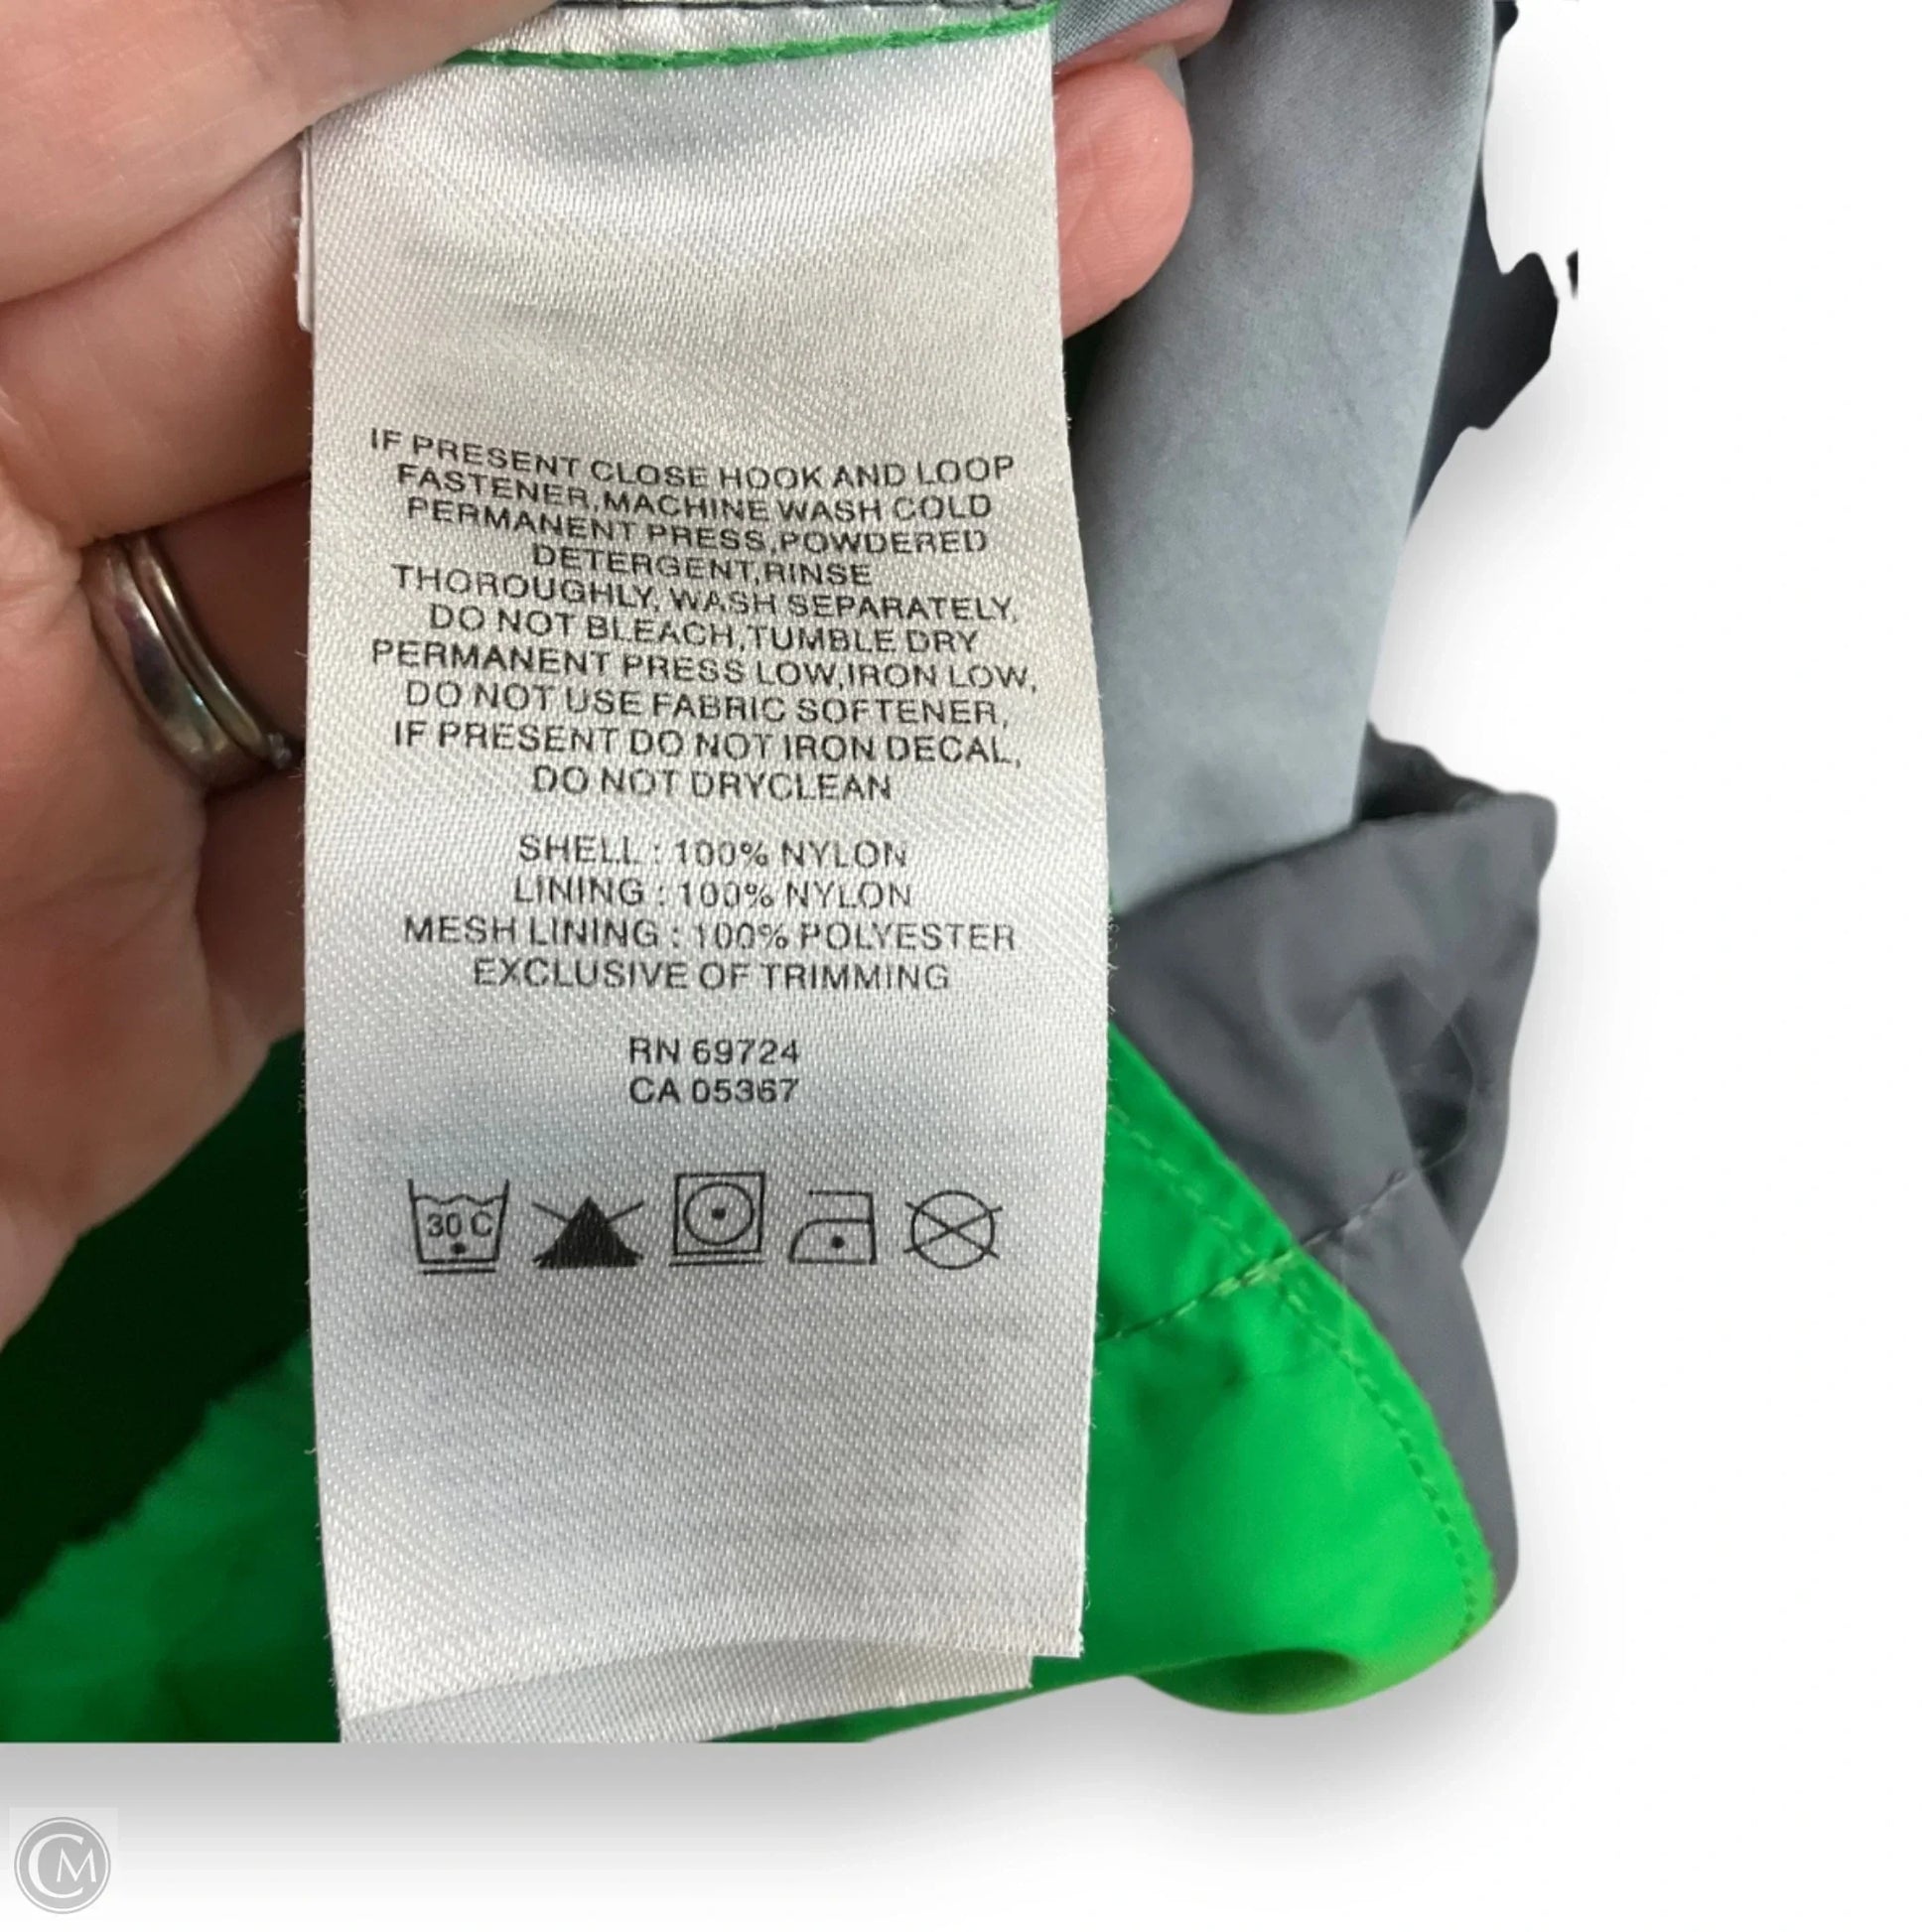 IF PRESENT CLOSE HOOK AND LOOP
FASTENER,MACHINE WASH COLD
PERMANENT PRESS,POWDERED
DETERGENT,RINSE
THOROUGHLY, WASH SEPARATELY,
DO NOT BLEACH,TUMBLE DRY
PERMANENT PRESS LOW,IRON LOW,
DO NOT USE FABRIC SOFTENER,
IF PRESENT DO NOT IRON DECAL,
DO NOT DRYCLEAN
SHELL : 100% NYLON
LINING : 100% NYLON
MESH LINING : 100% POLYESTER
EXCLUSIVE OF TRIMMING
RN 69724
CA 05367
30 C
CM